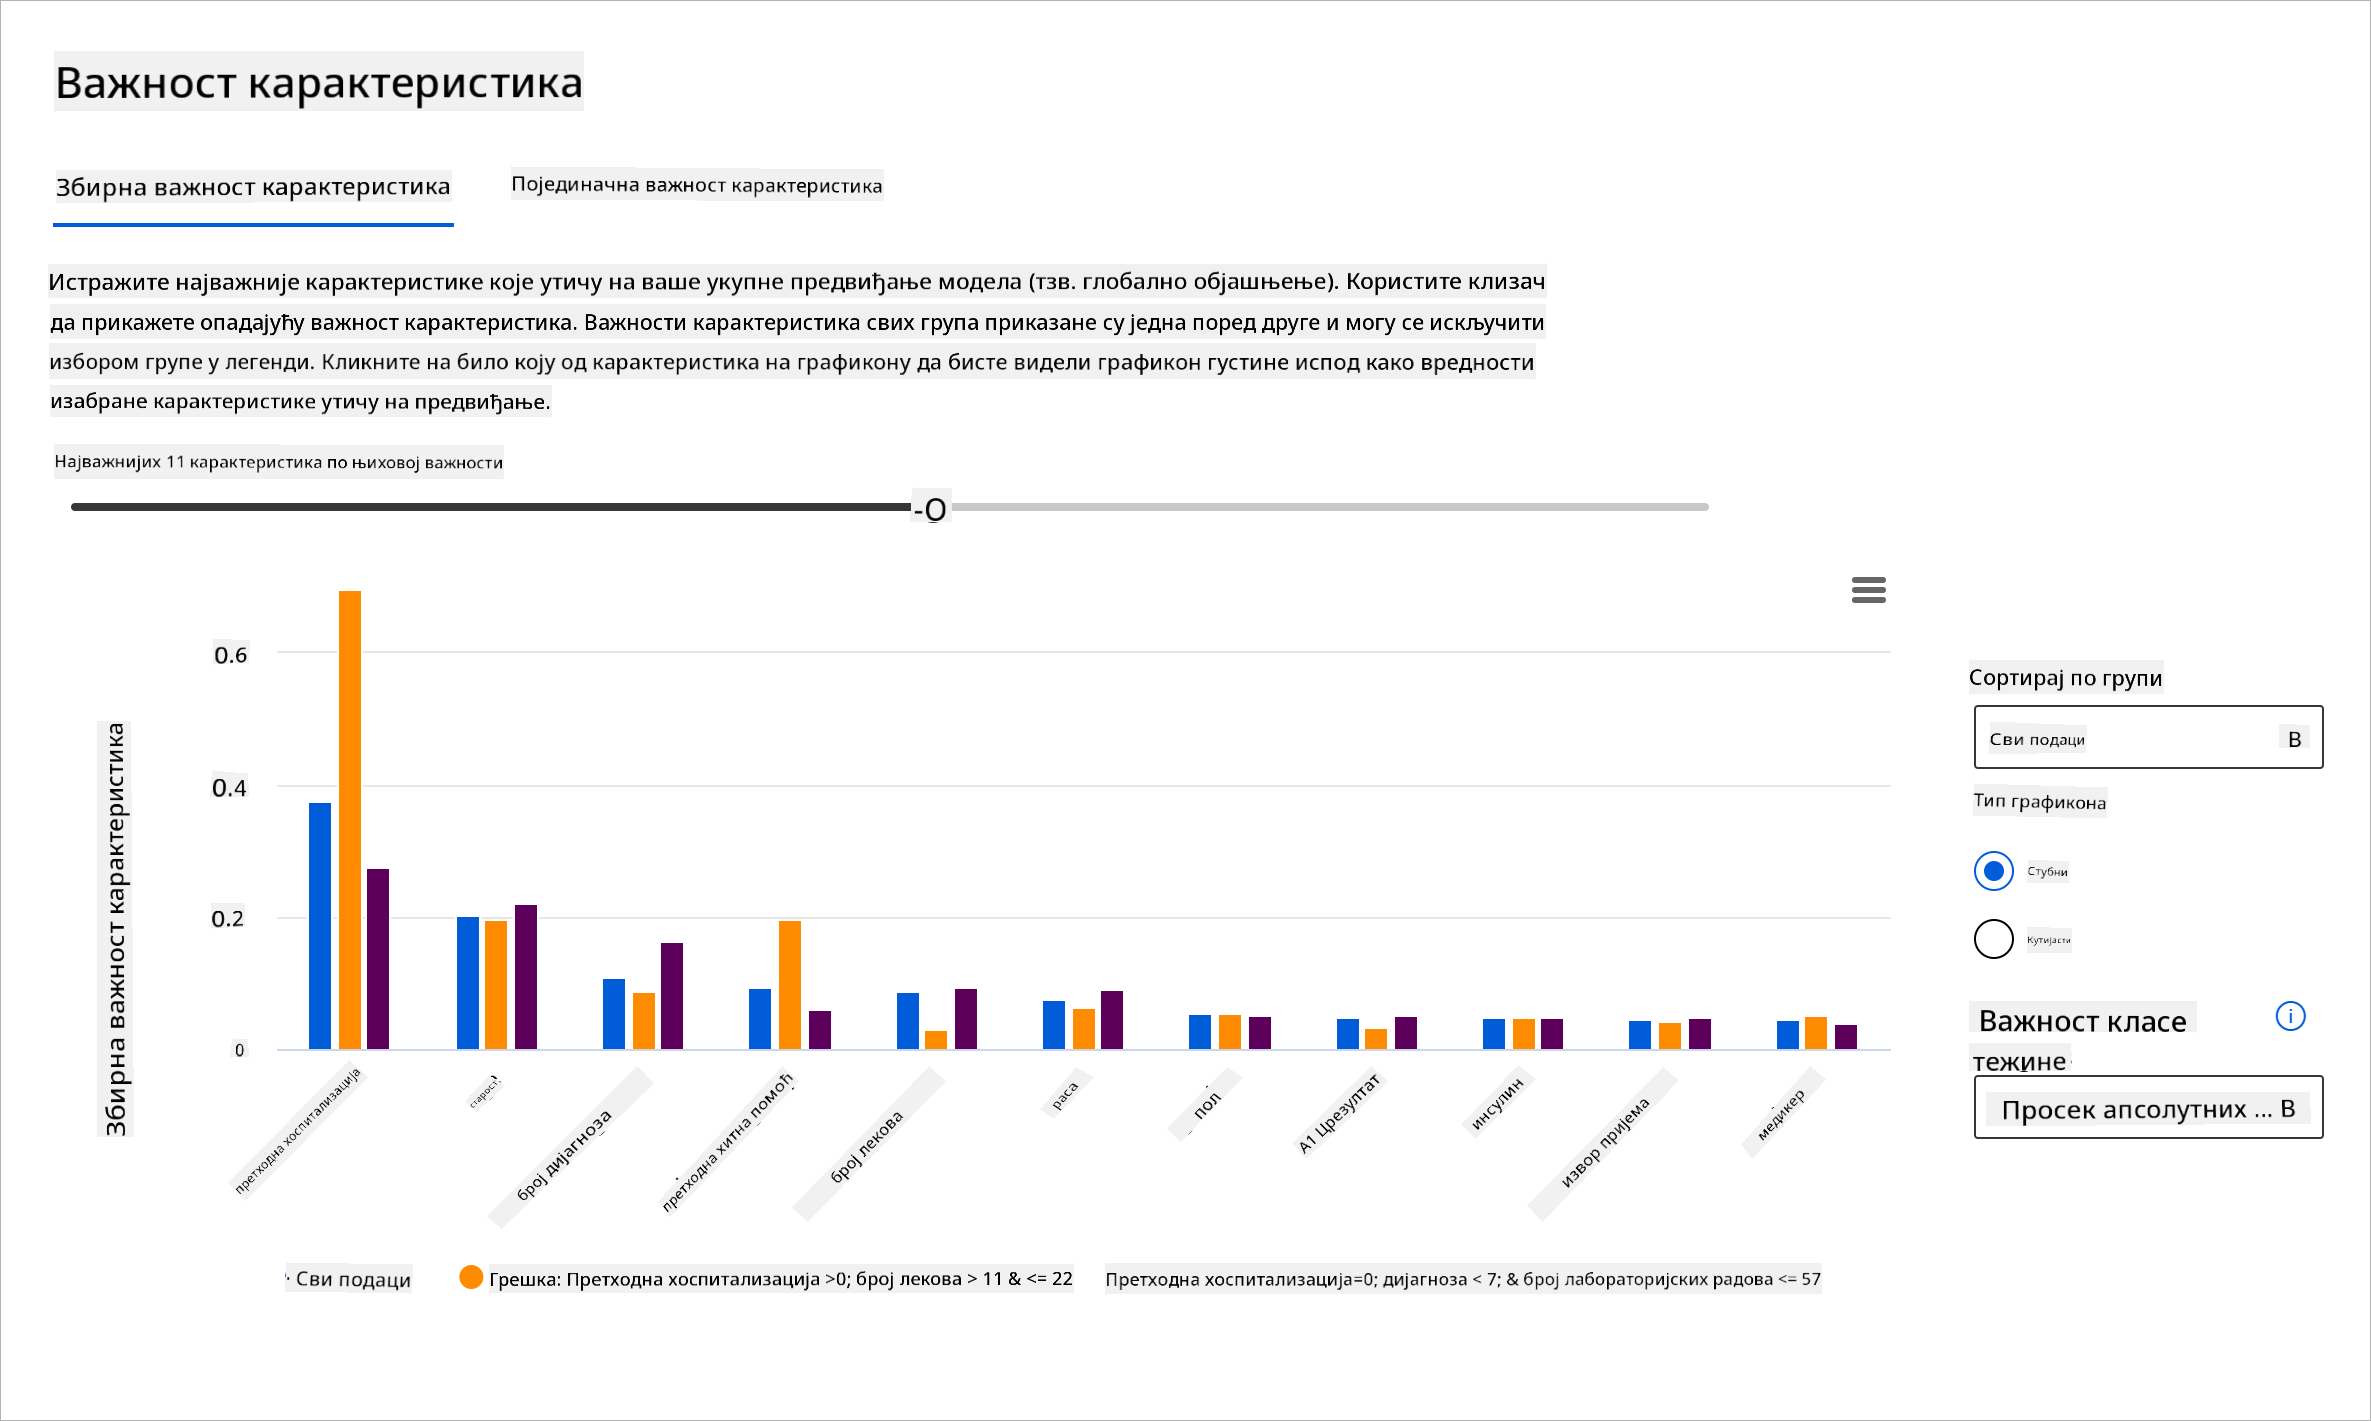 Важност карактеристика
Збирна важност карактеристика
Појединачна важност карактеристика
Истражите најважније карактеристике које утичу на ваше укупне предвиђање модела (тзв. глобално објашњење). Користите клизач
да прикажете опадајућу важност карактеристика. Важности карактеристика свих група приказане су једна поред друге и могу се искључити
избором групе у легенди. Кликните на било коју од карактеристика на графикону да бисте видели графикон густине испод како вредности
изабране карактеристике утичу на предвиђање.
Најважнијих 11 карактеристика по њиховој важности
-О
0.6
0.4
0.2
0
Збирна важност карактеристика
претходна хоспитализација
старост,
број дијагноза
претходна хитна помоћ
број лекова
раса
пол
А1 Црезултат
инсулин
извор пријема
медикер
Свиподаци
Грешка: Претходна хоспитализација >0; број лекова > 11 & <= 22
Претходна хоспитализација=0; дијагноза < 7; & број лабораторијских радова <= 57
Сортирај по групи
Сви подаци В
Тип графикона
Стубни
Кутијасти
Важност класе
тежине
Просек апсолутних ... В